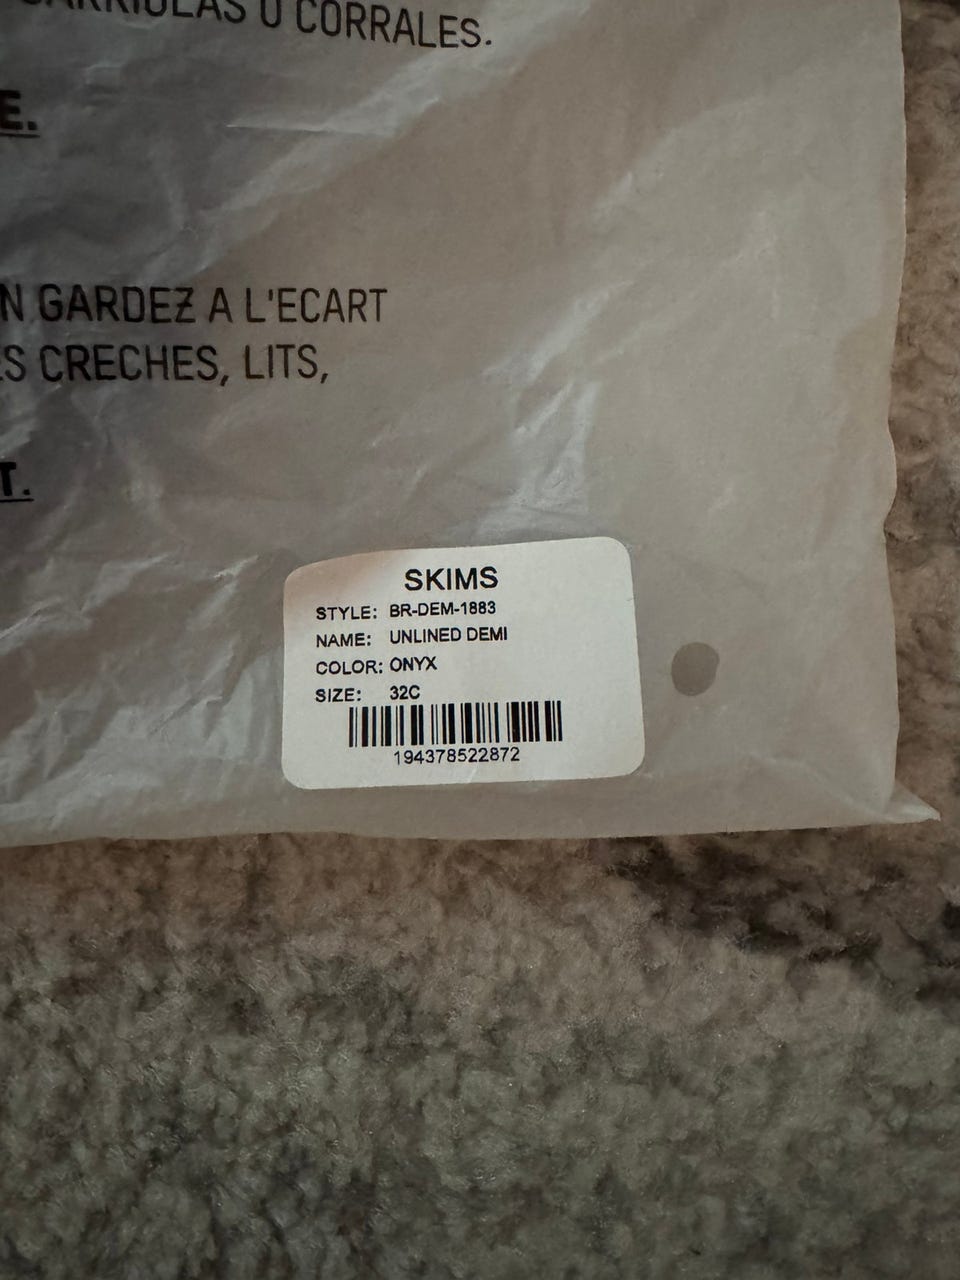 CARRIOLAS O CORRALES.
E.
N GARDEZ A L'ECART
ES CRECHES, LITS,
T.
SKIMS
STYLE: BR-DEM-1883
NAME: UNLINED DEMI
COLOR: ONYX
SIZE: 32C
194378522872